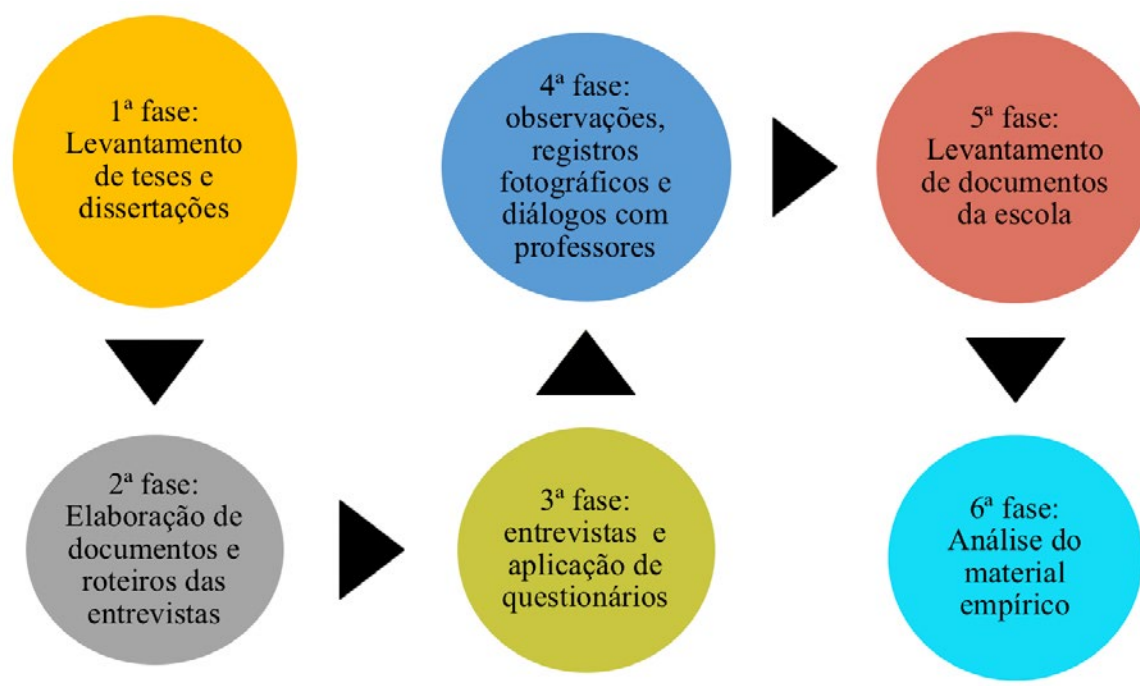 1ª fase:
Levantamento
de teses e
dissertações
2ª fase:
Elaboração de
documentos e
roteiros das
entrevistas
3ª fase:
entrevistas e
aplicação de
questionários
4ª fase:
observações,
registros
fotográficos e
diálogos com
professores
5ª fase:
Levantamento
de documentos
da escola
6ª fase:
Análise do
material
empírico